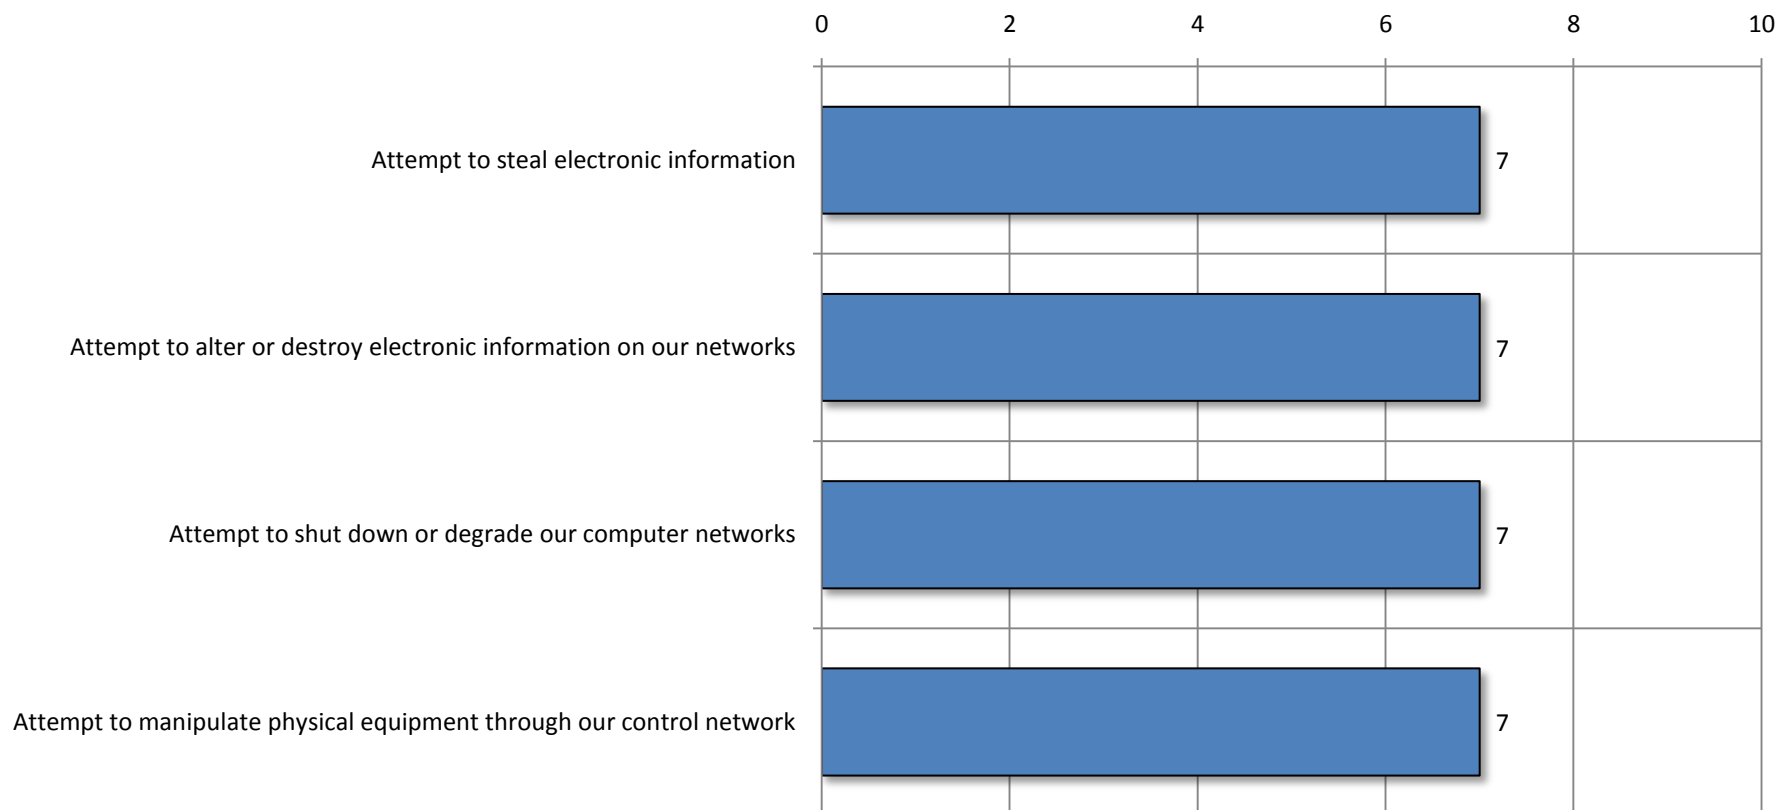 0 2 4 6 8 10
Attempt to steal electronic information 7
Attempt to alter or destroy electronic information on our networks 7
Attempt to shut down or degrade our computer networks 7
Attempt to manipulate physical equipment through our control network 7